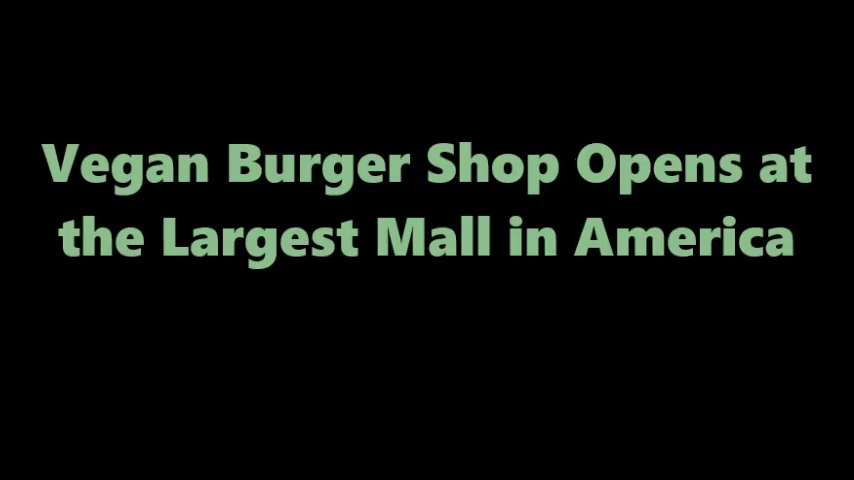 Vegan Burger Shop Opens at
the Largest Mall in America